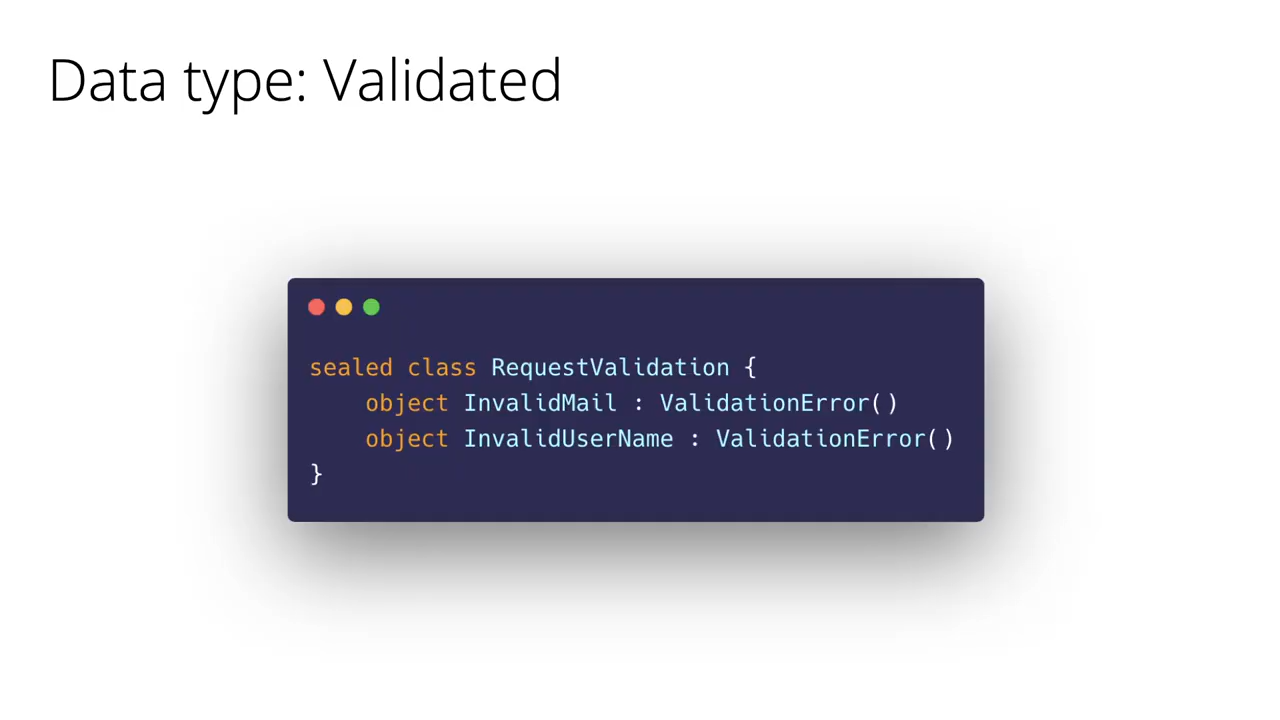 Data type: Validated
sealed class RequestValidation {
    object InvalidMail : ValidationError()
    object InvalidUserName : ValidationError()
}